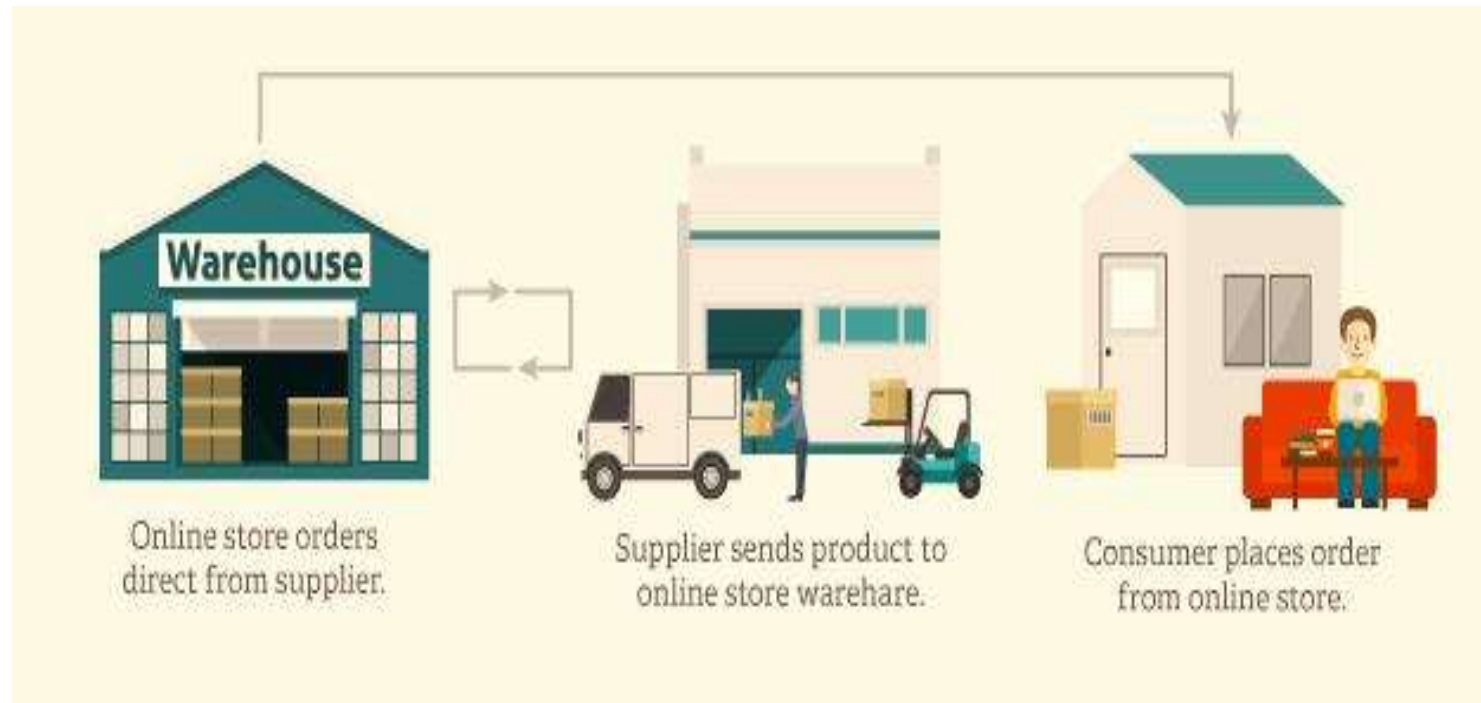 Warehouse
Online store orders
direct from supplier.
Supplier sends product to
online store warehare.
Consumer places order
from online store.